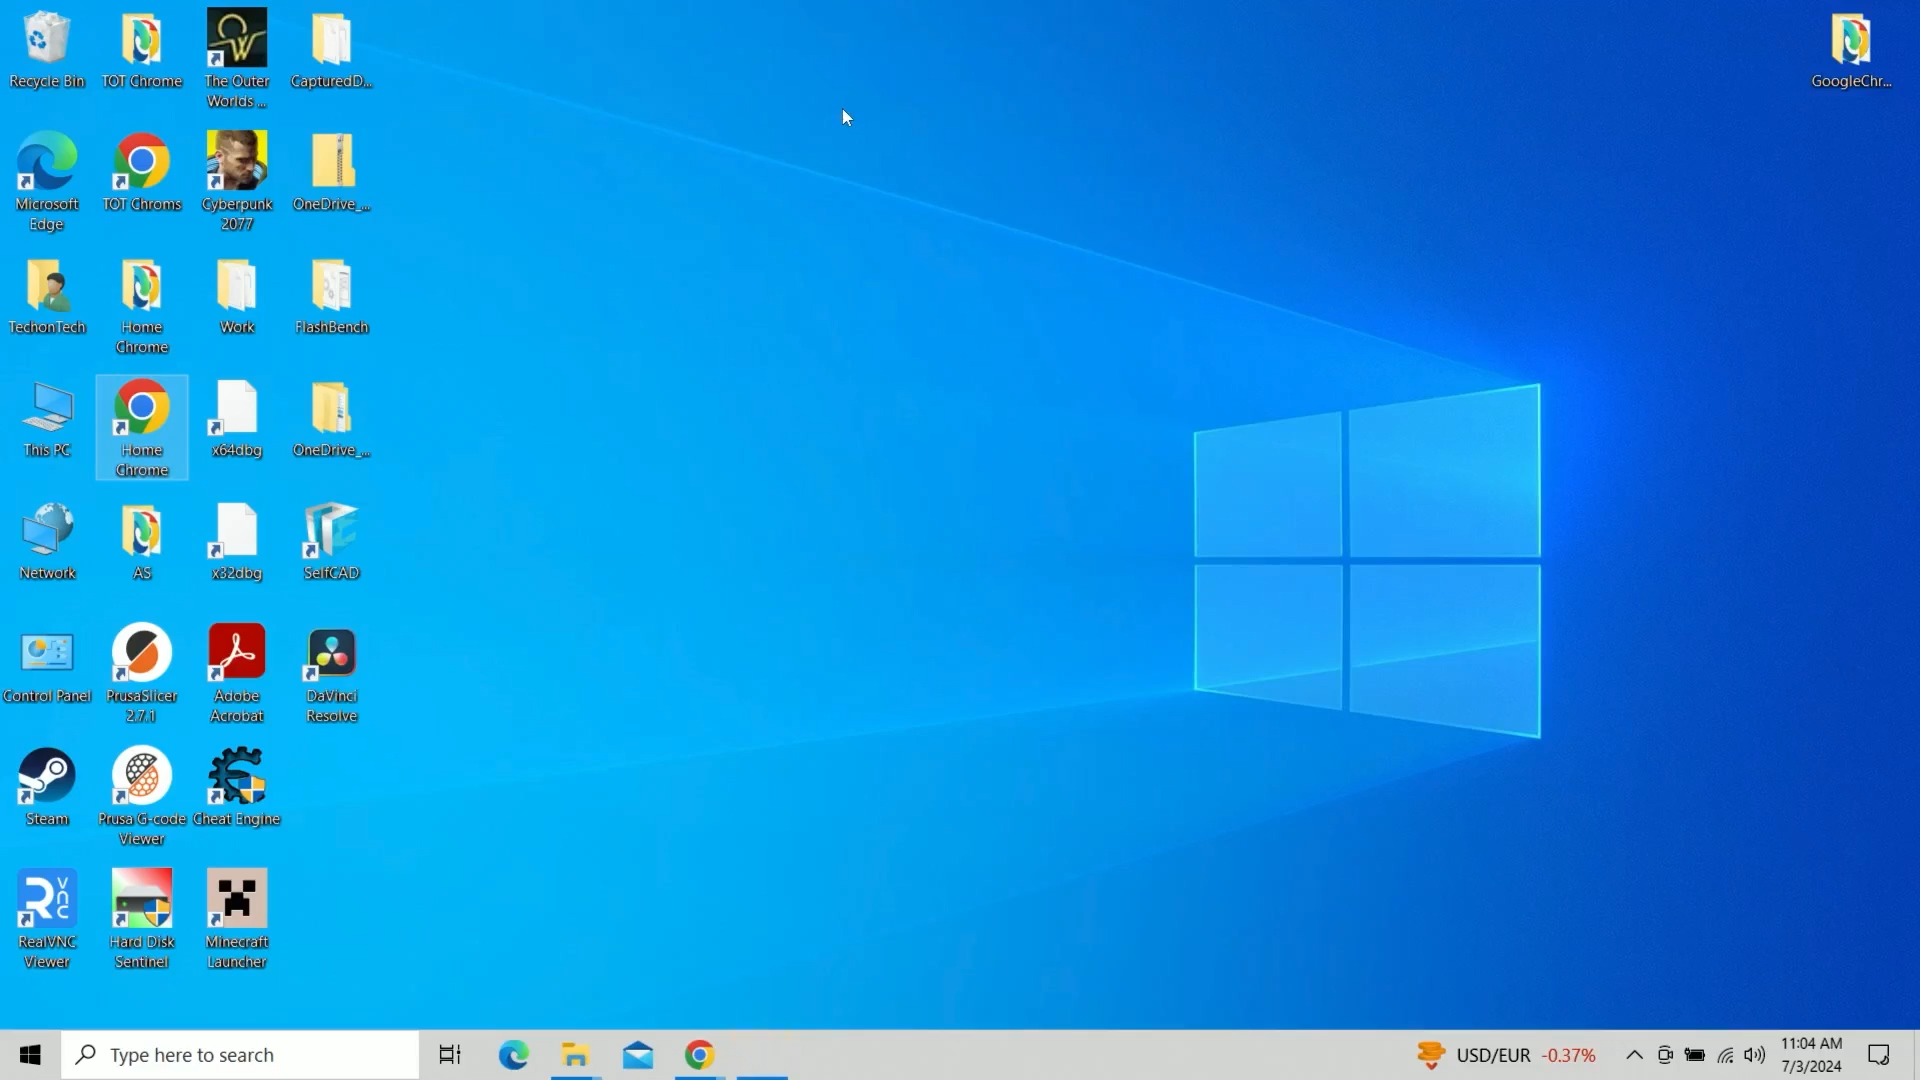 Recycle Bin
TOT Chrome
The Outer
Worlds ...
CapturedD...
GoogleChr...
Microsoft
Edge
TOT Chroms
Cyberpunk
2077
OneDrive_...
TechonTech
Home
Chrome
Work
FlashBench
This PC
Home
Chrome
x64dbg
OneDrive_...
Network
AS
x32dbg
SelfCAD
Control Panel
PrusaSlicer
2.7.1
Adobe
Acrobat
DaVinci
Resolve
Steam
Prusa G-code
Viewer
Cheat Engine
RealVNC
Viewer
Hard Disk
Sentinel
Minecraft
Launcher
Type here to search
USD/EUR -0.37%
11:04 AM
7/3/2024